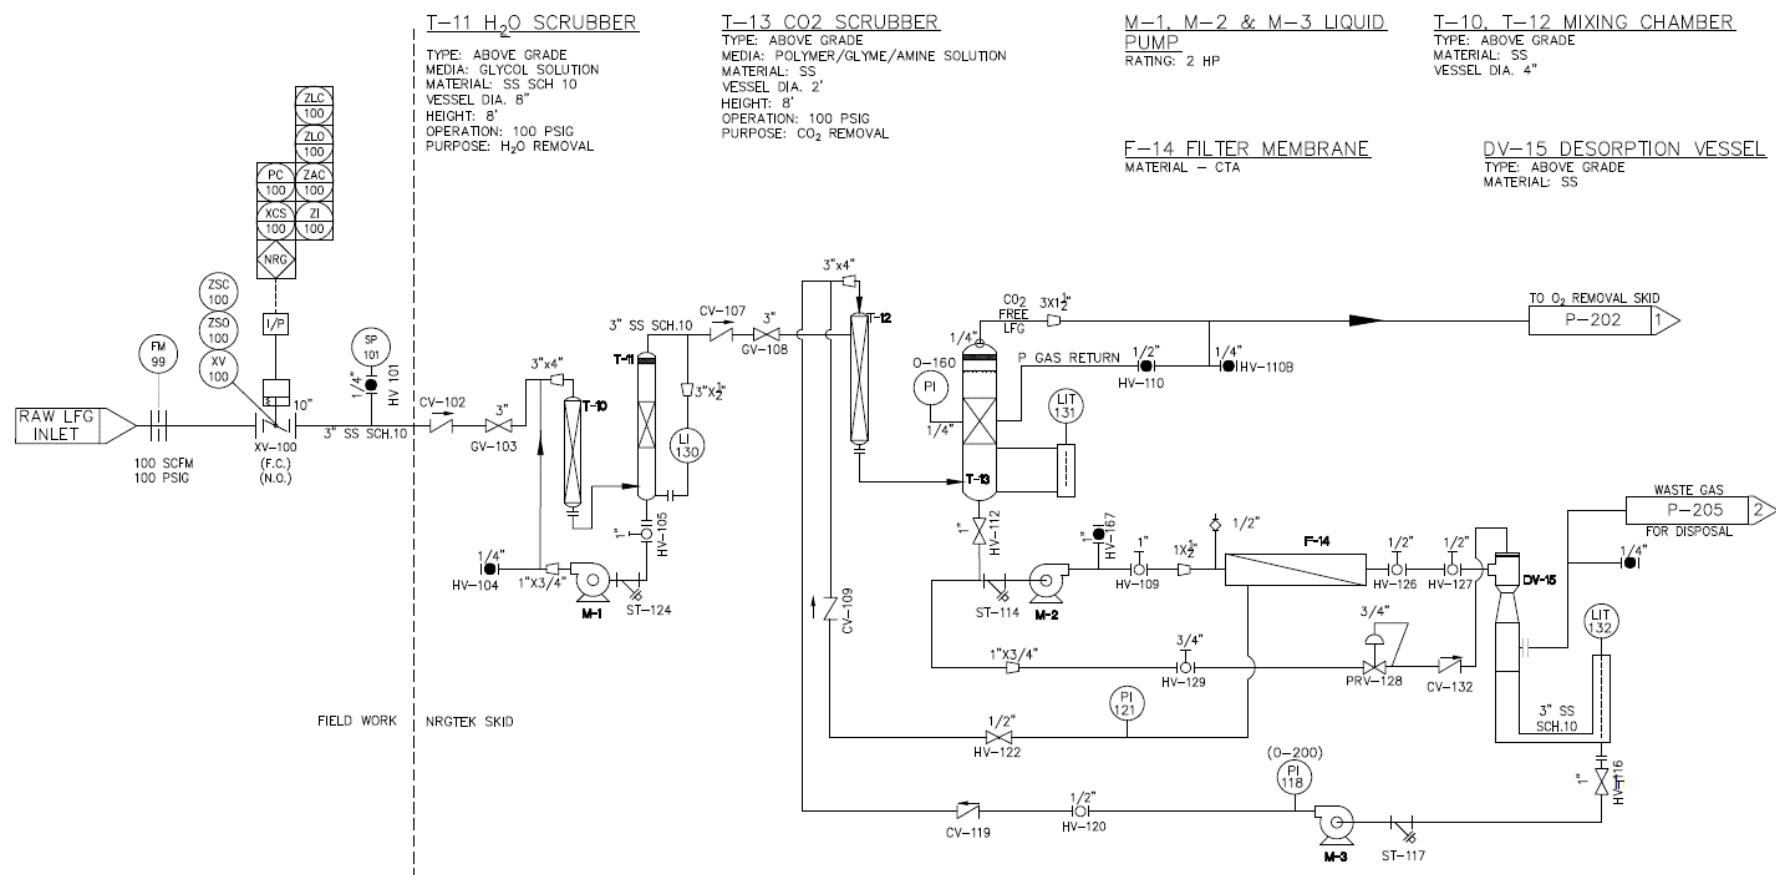 T-11 H2O SCRUBBER
TYPE: ABOVE GRADE
MEDIA: GLYCOL SOLUTION
MATERIAL: SS SCH 10
VESSEL DIA. 8"
HEIGHT: 8'
OPERATION: 100 PSIG
PURPOSE: H2O REMOVAL
T-13 CO2 SCRUBBER
TYPE: ABOVE GRADE
MEDIA: POLYMER/GLYME/AMINE SOLUTION
MATERIAL: SS
VESSEL DIA. 2'
HEIGHT: 8'
OPERATION: 100 PSIG
PURPOSE: CO2 REMOVAL
M-1, M-2 & M-3 LIQUID
PUMP
RATING: 2 HP
T-10, T-12 MIXING CHAMBER
TYPE: ABOVE GRADE
MATERIAL: SS
VESSEL DIA. 4"
F-14 FILTER MEMBRANE
MATERIAL - CTA
DV-15 DESORPTION VESSEL
TYPE: ABOVE GRADE
MATERIAL: SS
ZLC
100
ZLO
100
PC
100
ZAC
100
XCS
100
ZI
100
NRG
I/P
ZSC
100
ZSO
100
XV
100
FM
99
SP
101
1/4"
HV 101
10"
RAW LFG
INLET
100 SCFM
100 PSIG
XV-100
(F.C.)
(N.O.)
3" SS SCH.10
CV-102
3"
GV-103
3"x4"
T-10
1/4"
HV-104
1"X3/4"
M-1
ST-124
1"
HV-105
T-11
3" SS SCH.10
3"X1/2"
LI
130
CV-107
3"
GV-108
3"x4"
T-12
CO2
FREE
LFG
3X1 1/2"
1/4"
O-160
PI
1/4"
T-13
P GAS RETURN
1/2"
HV-110
1/4"
HV-110B
LIT
131
TO O2 REMOVAL SKID
P-202
1
WASTE GAS
P-205
2
FOR DISPOSAL
1/4"
1"
HV-112
ST-114
M-2
1"
HV-167
1"
HV-109
1X1/2"
1/2"
F-14
1/2"
HV-126
1/2"
HV-127
DV-15
LIT
132
CV-109
1"X3/4"
3/4"
HV-129
3/4"
PRV-128
CV-132
3" SS
SCH.10
1/2"
HV-122
PI
121
(O-200)
PI
118
CV-119
1/2"
HV-120
M-3
ST-117
1"
HV-116
FIELD WORK
NRGTEK SKID